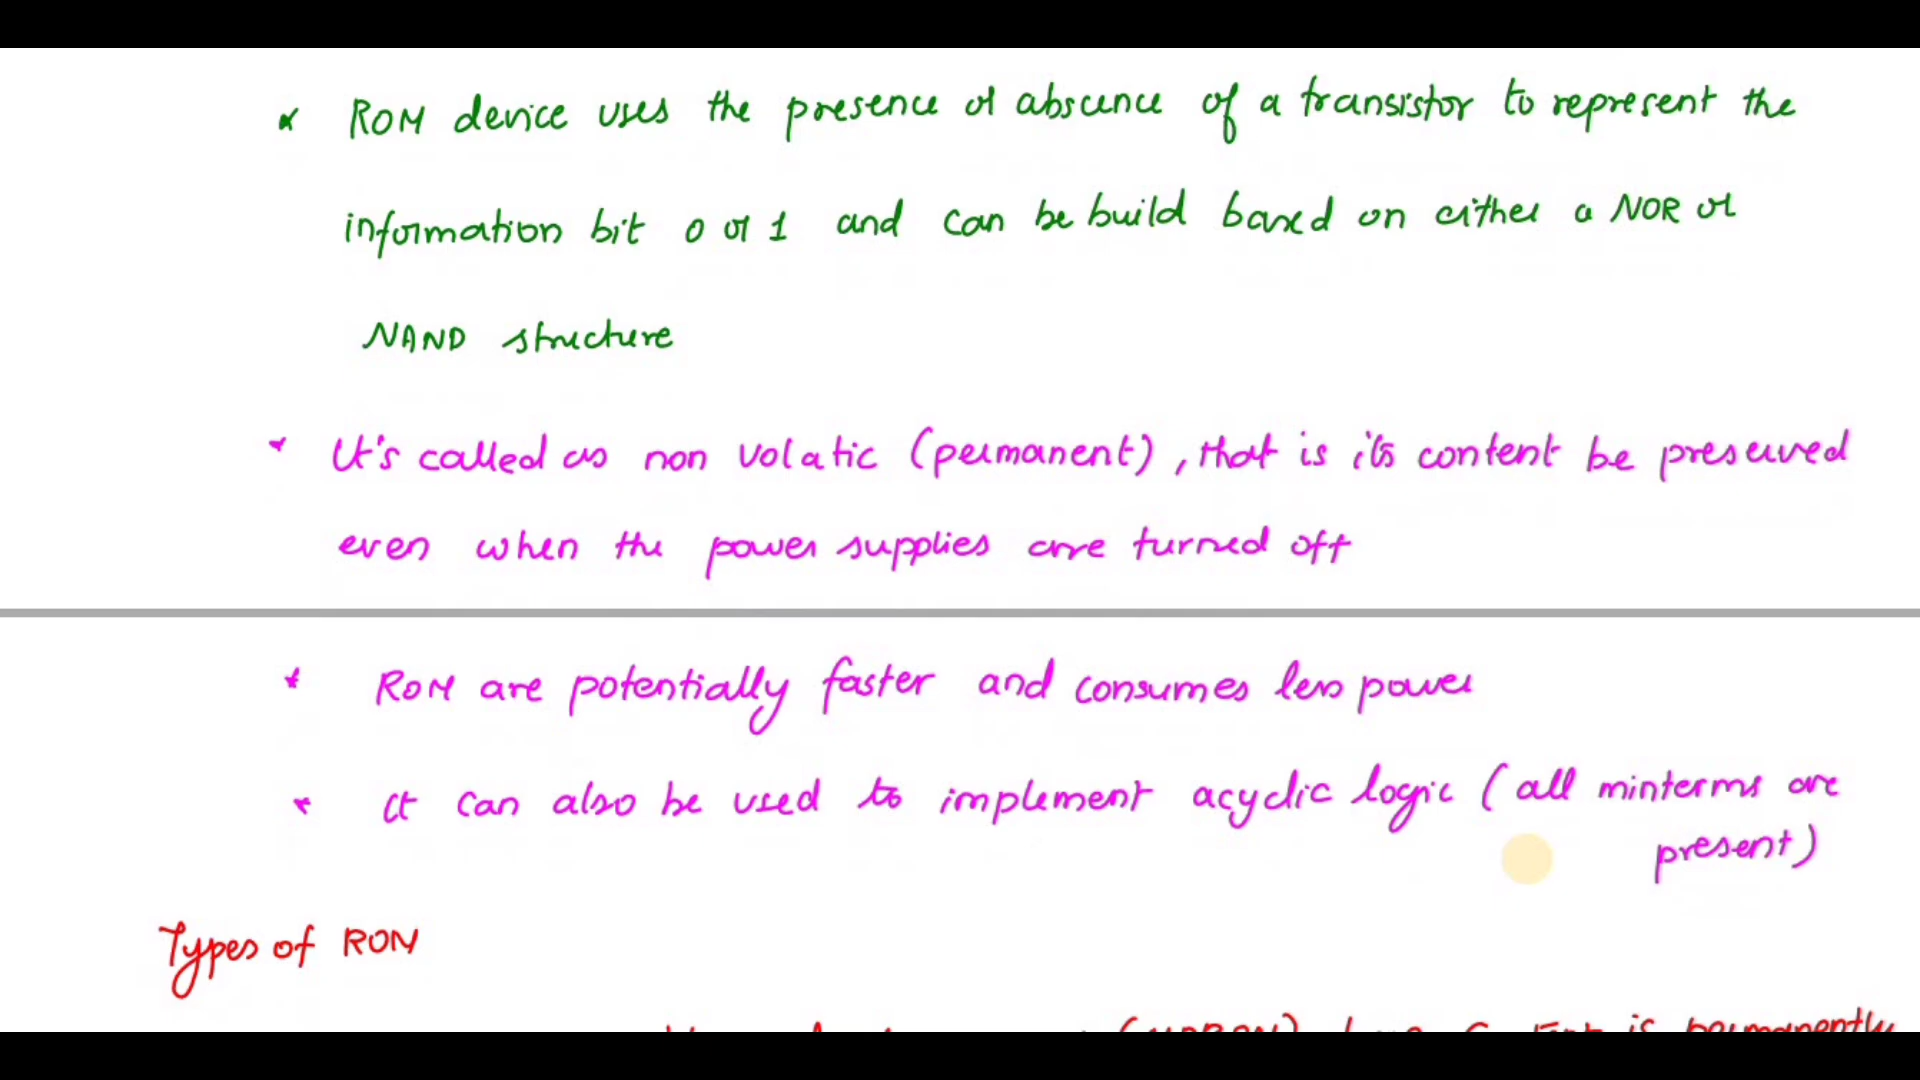 * ROM device uses the presence or abscence of a transistor to represent the
information bit 0 or 1 and can be build based on either a NOR or
NAND structure
* It's called as non volatic (permanent), that is its content be preserved
even when the power supplies are turned off
* ROM are potentially faster and consumes less power
* It can also be used to implement acyclic logic (all minterms are
present)
Types of ROM
is permanently